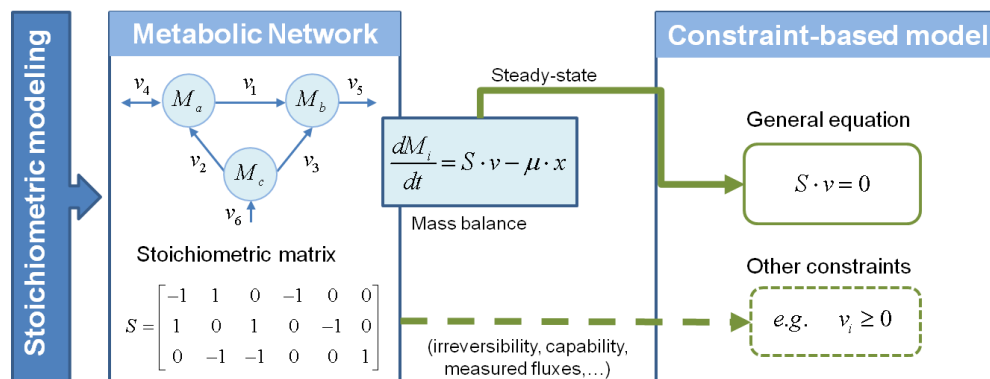 Stoichiometric modeling
Metabolic Network
v4
v1
v5
Ma
Mb
v2
v3
Mc
v6
Stoichiometric matrix
S = [ −1 1 0 −1 0 0
1 0 1 0 −1 0
0 −1 −1 0 0 1 ]
Steady-state
dM_i/dt = S · v − μ · x
Mass balance
(irreversibility, capability,
measured fluxes,...)
Constraint-based model
General equation
S · v = 0
Other constraints
e.g. v_i ≥ 0